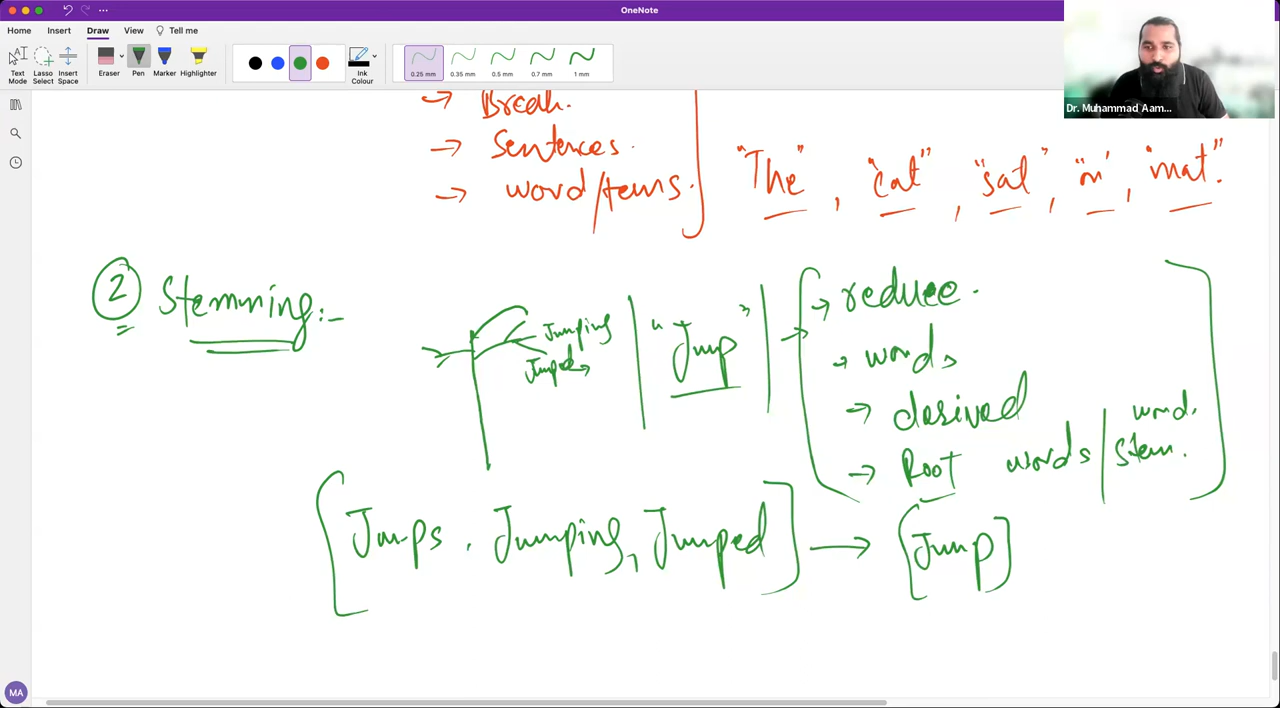 OneNote
Home Insert Draw View Tell me
Text Mode
Lasso Select
Insert Space
Eraser
Pen
Marker
Highlighter
Ink Colour
0.25 mm 0.35 mm 0.5 mm 0.7 mm 1 mm
Dr. Muhammad Aam...
→ Break.
→ Sentences.
→ word/tems.
"The", "cat", "sat", "on", "mat".
② Stemming:-
Jumping
Jumped
"Jump"
→ reduce.
→ words
→ desived
→ Root words | word. Stem.
[Jumps, Jumping, Jumped] → [Jump]
MA